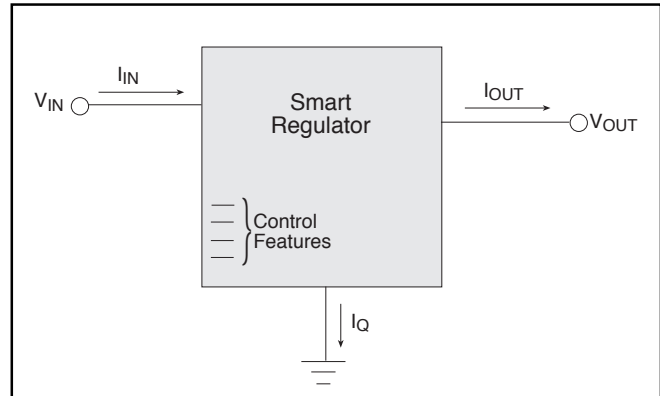 I_IN
V_IN
Smart
Regulator
I_OUT
V_OUT
Control
Features
I_Q